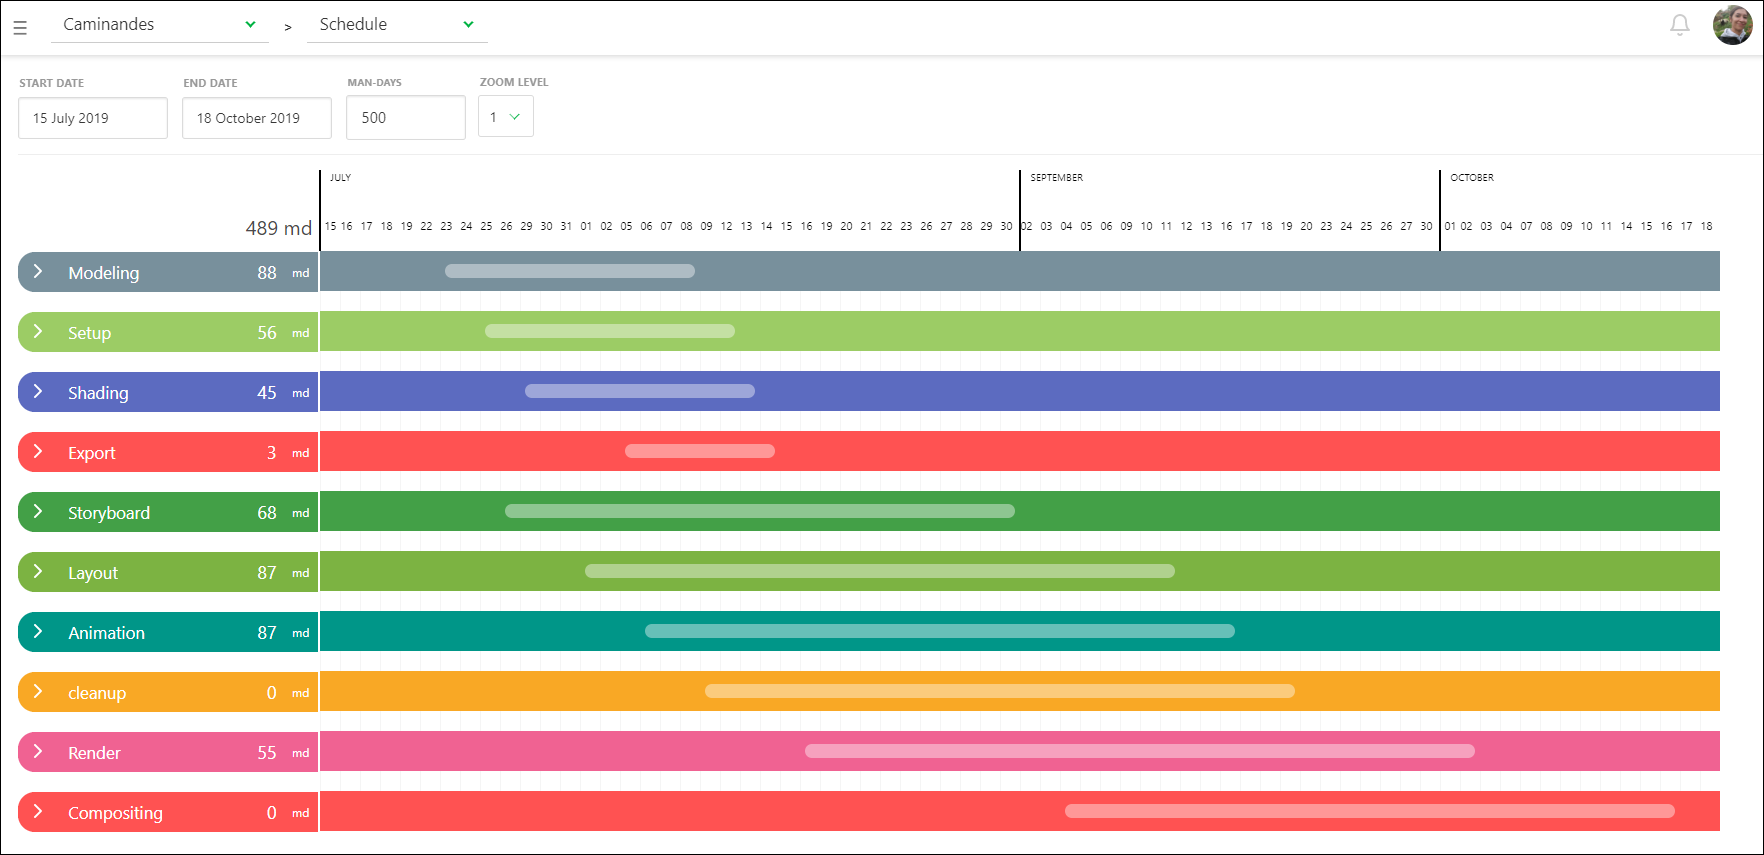 Caminandes > Schedule
START DATE END DATE MAN-DAYS ZOOM LEVEL
15 July 2019 18 October 2019 500 1
JULY SEPTEMBER OCTOBER
489 md 15 16 17 18 19 22 23 24 25 26 29 30 31 01 02 05 06 07 08 09 12 13 14 15 16 19 20 21 22 23 26 27 28 29 30 02 03 04 05 06 09 10 11 12 13 16 17 18 19 20 23 24 25 26 27 30 01 02 03 04 07 08 09 10 11 14 15 16 17 18
Modeling 88 md
Setup 56 md
Shading 45 md
Export 3 md
Storyboard 68 md
Layout 87 md
Animation 87 md
cleanup 0 md
Render 55 md
Compositing 0 md